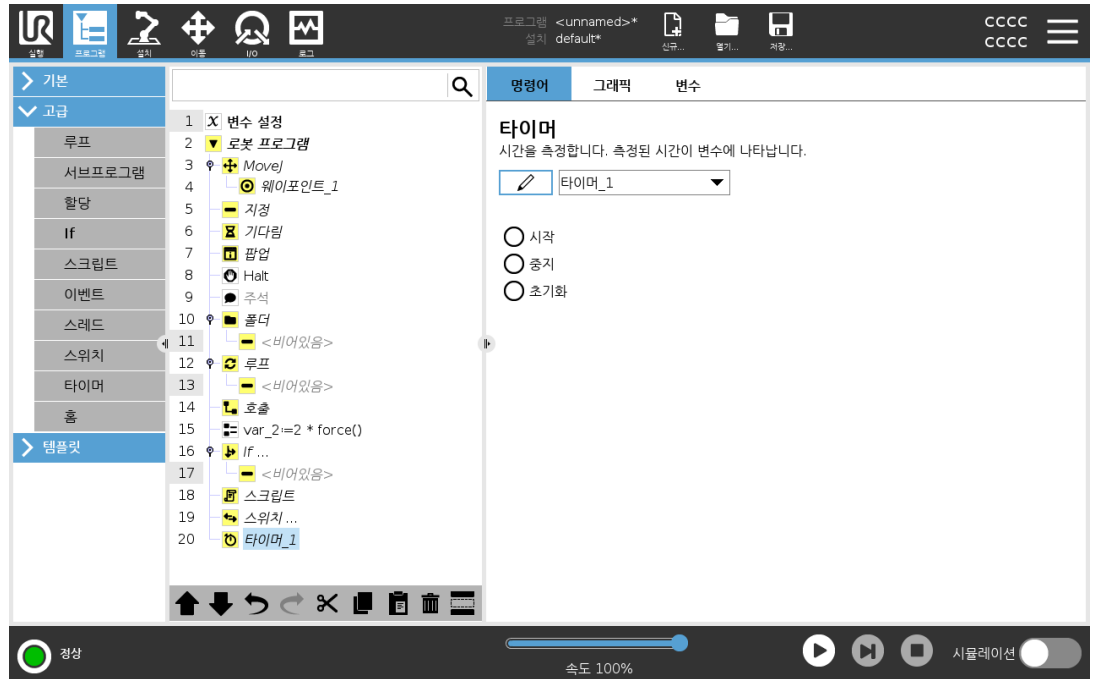 UR
실행
프로그램
설치
이동
I/O
로그
프로그램 <unnamed>*
설치 default*
신규...
열기...
저장...
CCCC
CCCC
기본
고급
루프
서브프로그램
할당
If
스크립트
이벤트
스레드
스위치
타이머
홈
템플릿
1 X 변수 설정
2 로봇 프로그램
3 MoveJ
4 웨이포인트_1
5 지정
6 기다림
7 팝업
8 Halt
9 주석
10 폴더
11 <비어있음>
12 루프
13 <비어있음>
14 호출
15 var_2≔2 * force()
16 If ...
17 <비어있음>
18 스크립트
19 스위치 ...
20 타이머_1
명령어 그래픽 변수
타이머
시간을 측정합니다. 측정된 시간이 변수에 나타납니다.
타이머_1
시작
중지
초기화
정상
속도 100%
시뮬레이션